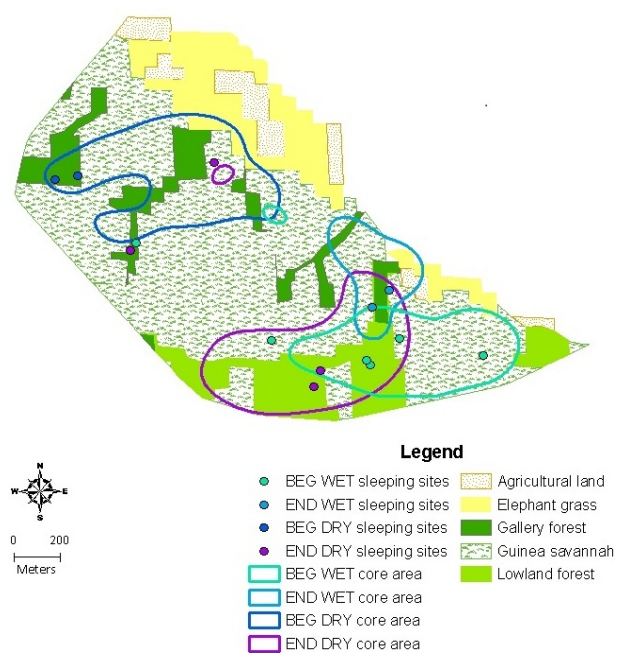 Legend
BEG WET sleeping sites
END WET sleeping sites
BEG DRY sleeping sites
END DRY sleeping sites
BEG WET core area
END WET core area
BEG DRY core area
END DRY core area
Agricultural land
Elephant grass
Gallery forest
Guinea savannah
Lowland forest
N
W E
S
0 200
Meters